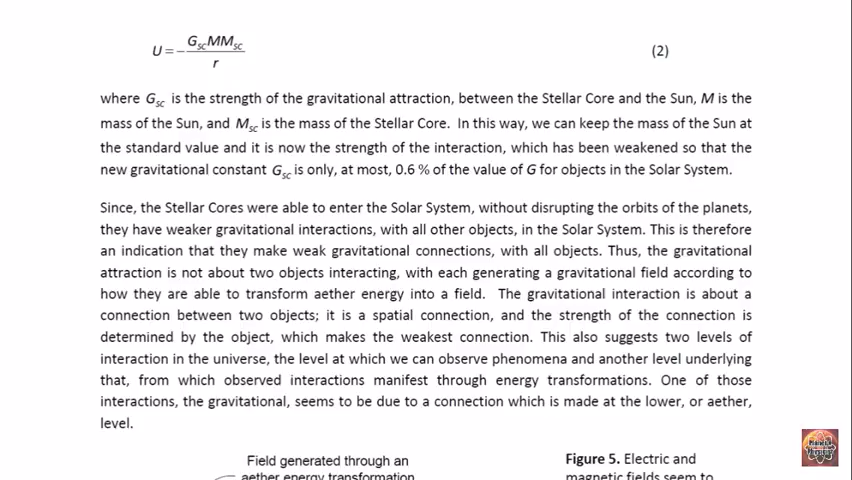 U = − G_sc MM_sc / r (2)
where G_sc is the strength of the gravitational attraction, between the Stellar Core and the Sun, M is the
mass of the Sun, and M_sc is the mass of the Stellar Core. In this way, we can keep the mass of the Sun at
the standard value and it is now the strength of the interaction, which has been weakened so that the
new gravitational constant G_sc is only, at most, 0.6 % of the value of G for objects in the Solar System.
Since, the Stellar Cores were able to enter the Solar System, without disrupting the orbits of the planets,
they have weaker gravitational interactions, with all other objects, in the Solar System. This is therefore
an indication that they make weak gravitational connections, with all objects. Thus, the gravitational
attraction is not about two objects interacting, with each generating a gravitational field according to
how they are able to transform aether energy into a field. The gravitational interaction is about a
connection between two objects; it is a spatial connection, and the strength of the connection is
determined by the object, which makes the weakest connection. This also suggests two levels of
interaction in the universe, the level at which we can observe phenomena and another level underlying
that, from which observed interactions manifest through energy transformations. One of those
interactions, the gravitational, seems to be due to a connection which is made at the lower, or aether,
level.
Field generated through an
aether energy transformation
Figure 5. Electric and
magnetic fields seem to